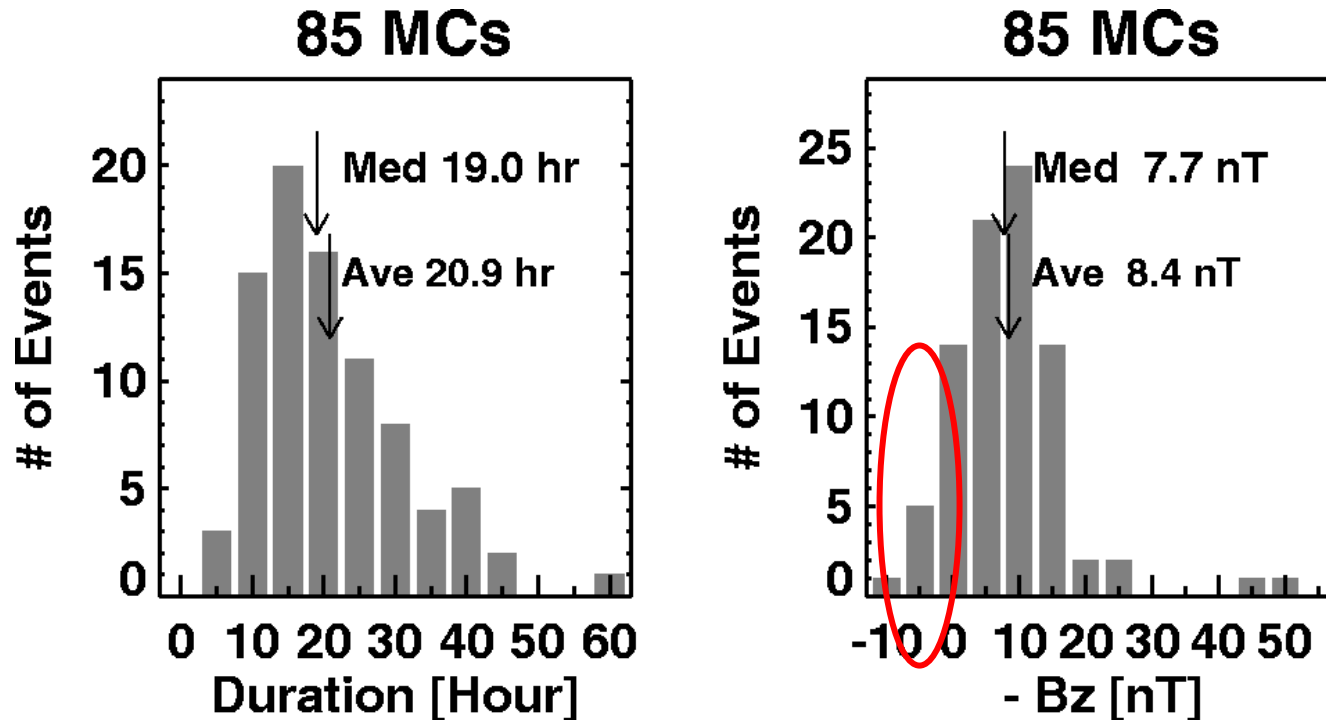 85 MCs
# of Events
20
15
10
5
0
Med 19.0 hr
Ave 20.9 hr
0 10 20 30 40 50 60
Duration [Hour]
85 MCs
# of Events
25
20
15
10
5
0
Med 7.7 nT
Ave 8.4 nT
-10 0 10 20 30 40 50
- Bz [nT]